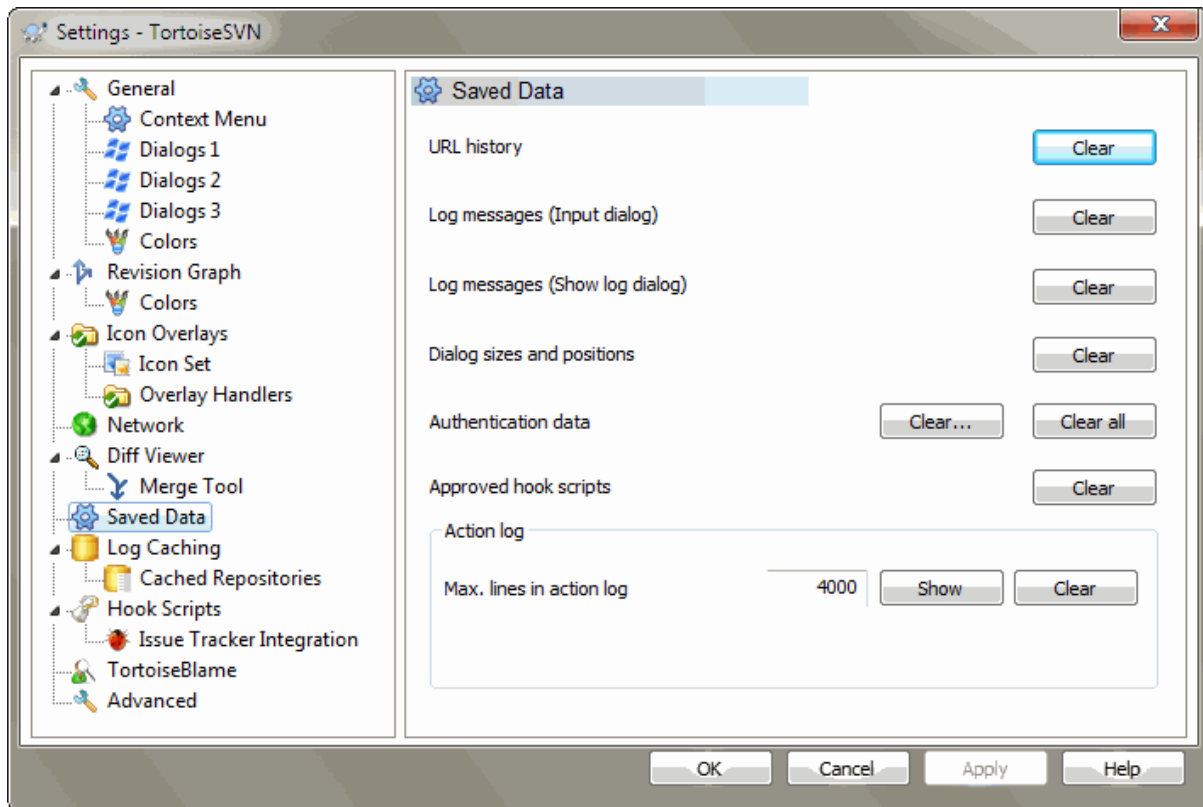 Settings - TortoiseSVN
General
Context Menu
Dialogs 1
Dialogs 2
Dialogs 3
Colors
Revision Graph
Colors
Icon Overlays
Icon Set
Overlay Handlers
Network
Diff Viewer
Merge Tool
Saved Data
Log Caching
Cached Repositories
Hook Scripts
Issue Tracker Integration
TortoiseBlame
Advanced
Saved Data
URL history Clear
Log messages (Input dialog) Clear
Log messages (Show log dialog) Clear
Dialog sizes and positions Clear
Authentication data Clear... Clear all
Approved hook scripts Clear
Action log
Max. lines in action log 4000 Show Clear
OK Cancel Apply Help